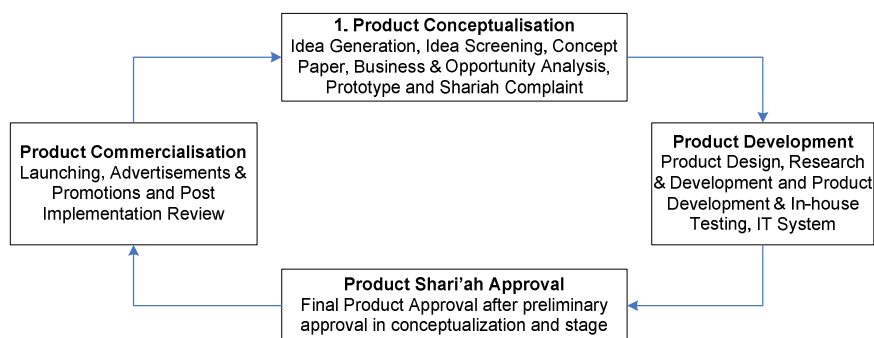 1. Product Conceptualisation
Idea Generation, Idea Screening, Concept
Paper, Business & Opportunity Analysis,
Prototype and Shariah Complaint
Product Development
Product Design, Research
& Development and Product
Development & In-house
Testing, IT System
Product Shari'ah Approval
Final Product Approval after preliminary
approval in conceptualization and stage
Product Commercialisation
Launching, Advertisements &
Promotions and Post
Implementation Review